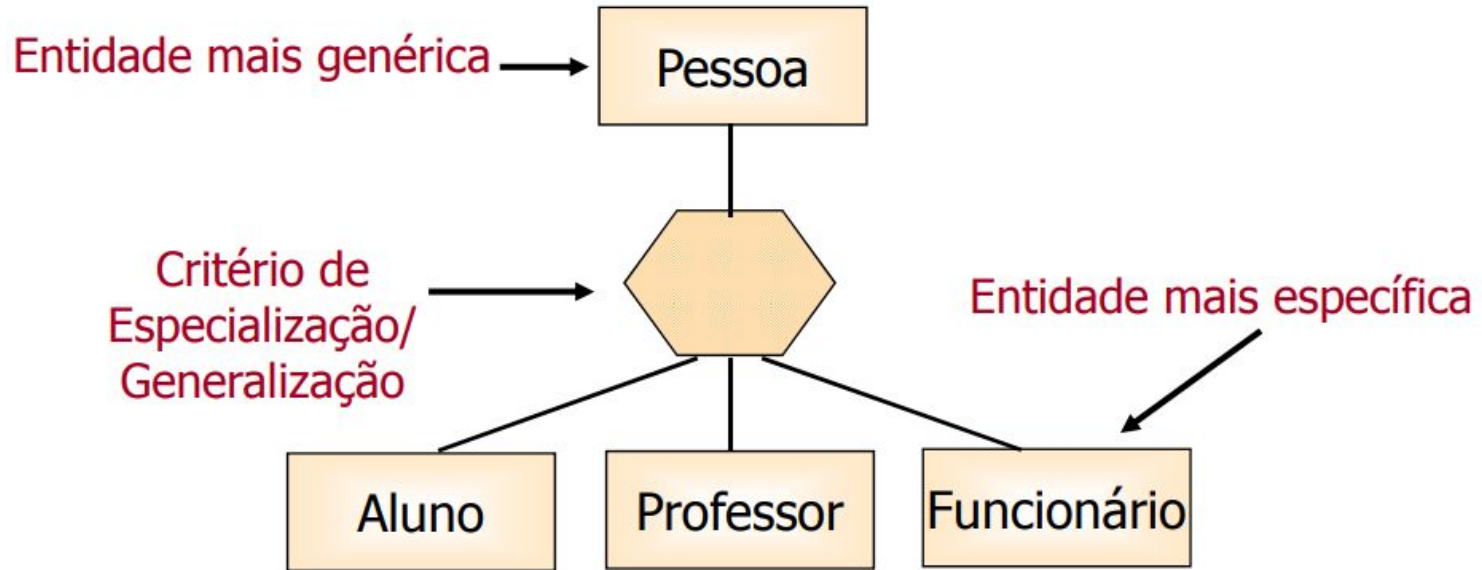 Entidade mais genérica
Pessoa
Critério de
Especialização/
Generalização
Entidade mais específica
Aluno
Professor
Funcionário